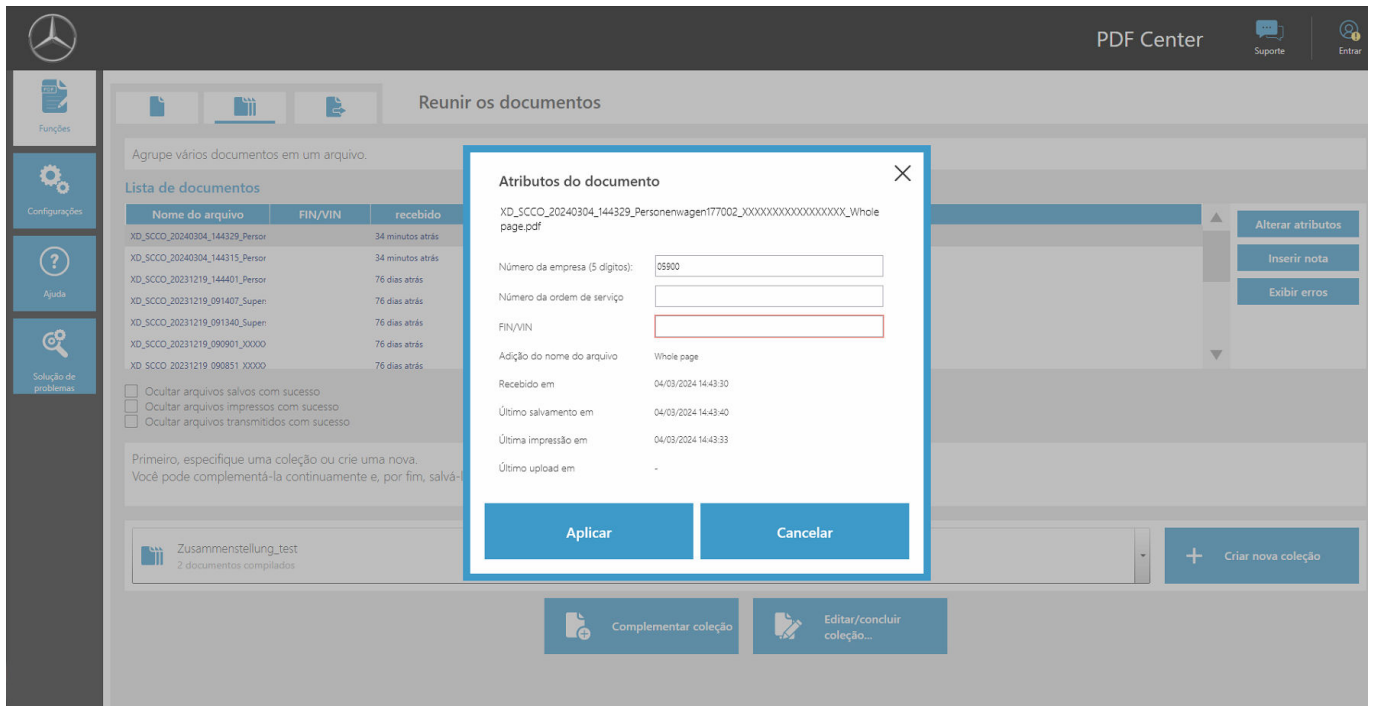 PDF Center
Suporte
Entrar
Funções
Configurações
Ajuda
Solução de
problemas
Reunir os documentos
Agrupe vários documentos em um arquivo.
Lista de documentos
Nome do arquivo FIN/VIN recebido
XD_SCCO_20240304_144329_Persor 34 minutos atrás
XD_SCCO_20240304_144315_Persor 34 minutos atrás
XD_SCCO_20231219_144401_Persor 76 dias atrás
XD_SCCO_20231219_091407_Super 76 dias atrás
XD_SCCO_20231219_091340_Super 76 dias atrás
XD_SCCO_20231219_090901_XXXXX 76 dias atrás
XD SCCO 20231219 090851 XXXXX 76 dias atrás
Alterar atributos
Inserir nota
Exibir erros
Ocultar arquivos salvos com sucesso
Ocultar arquivos impressos com sucesso
Ocultar arquivos transmitidos com sucesso
Primeiro, especifique uma coleção ou crie uma nova.
Você pode complementá-la continuamente e, por fim, salvá-l
Zusammenstellung_test
2 documentos compilados
Criar nova coleção
Complementar coleção
Editar/concluir
coleção...
Atributos do documento
XD_SCCO_20240304_144329_Personenwagen177002_XXXXXXXXXXXXXXXXX_Whole
page.pdf
Número da empresa (5 dígitos): 05900
Número da ordem de serviço
FIN/VIN
Adição do nome do arquivo Whole page
Recebido em 04/03/2024 14:43:30
Último salvamento em 04/03/2024 14:43:40
Última impressão em 04/03/2024 14:43:33
Último upload em -
Aplicar
Cancelar